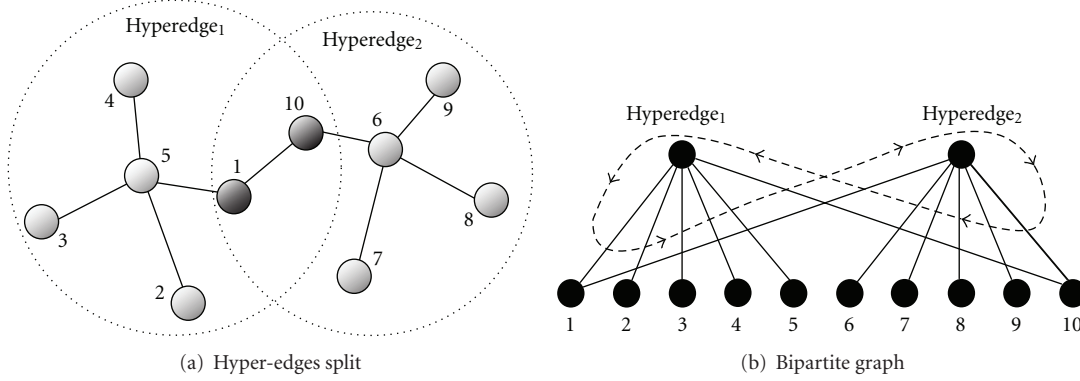 Hyperedge₁
Hyperedge₂
4
9
10
6
5
1
3
8
2
7
(a) Hyper-edges split
Hyperedge₁
Hyperedge₂
1 2 3 4 5 6 7 8 9 10
(b) Bipartite graph